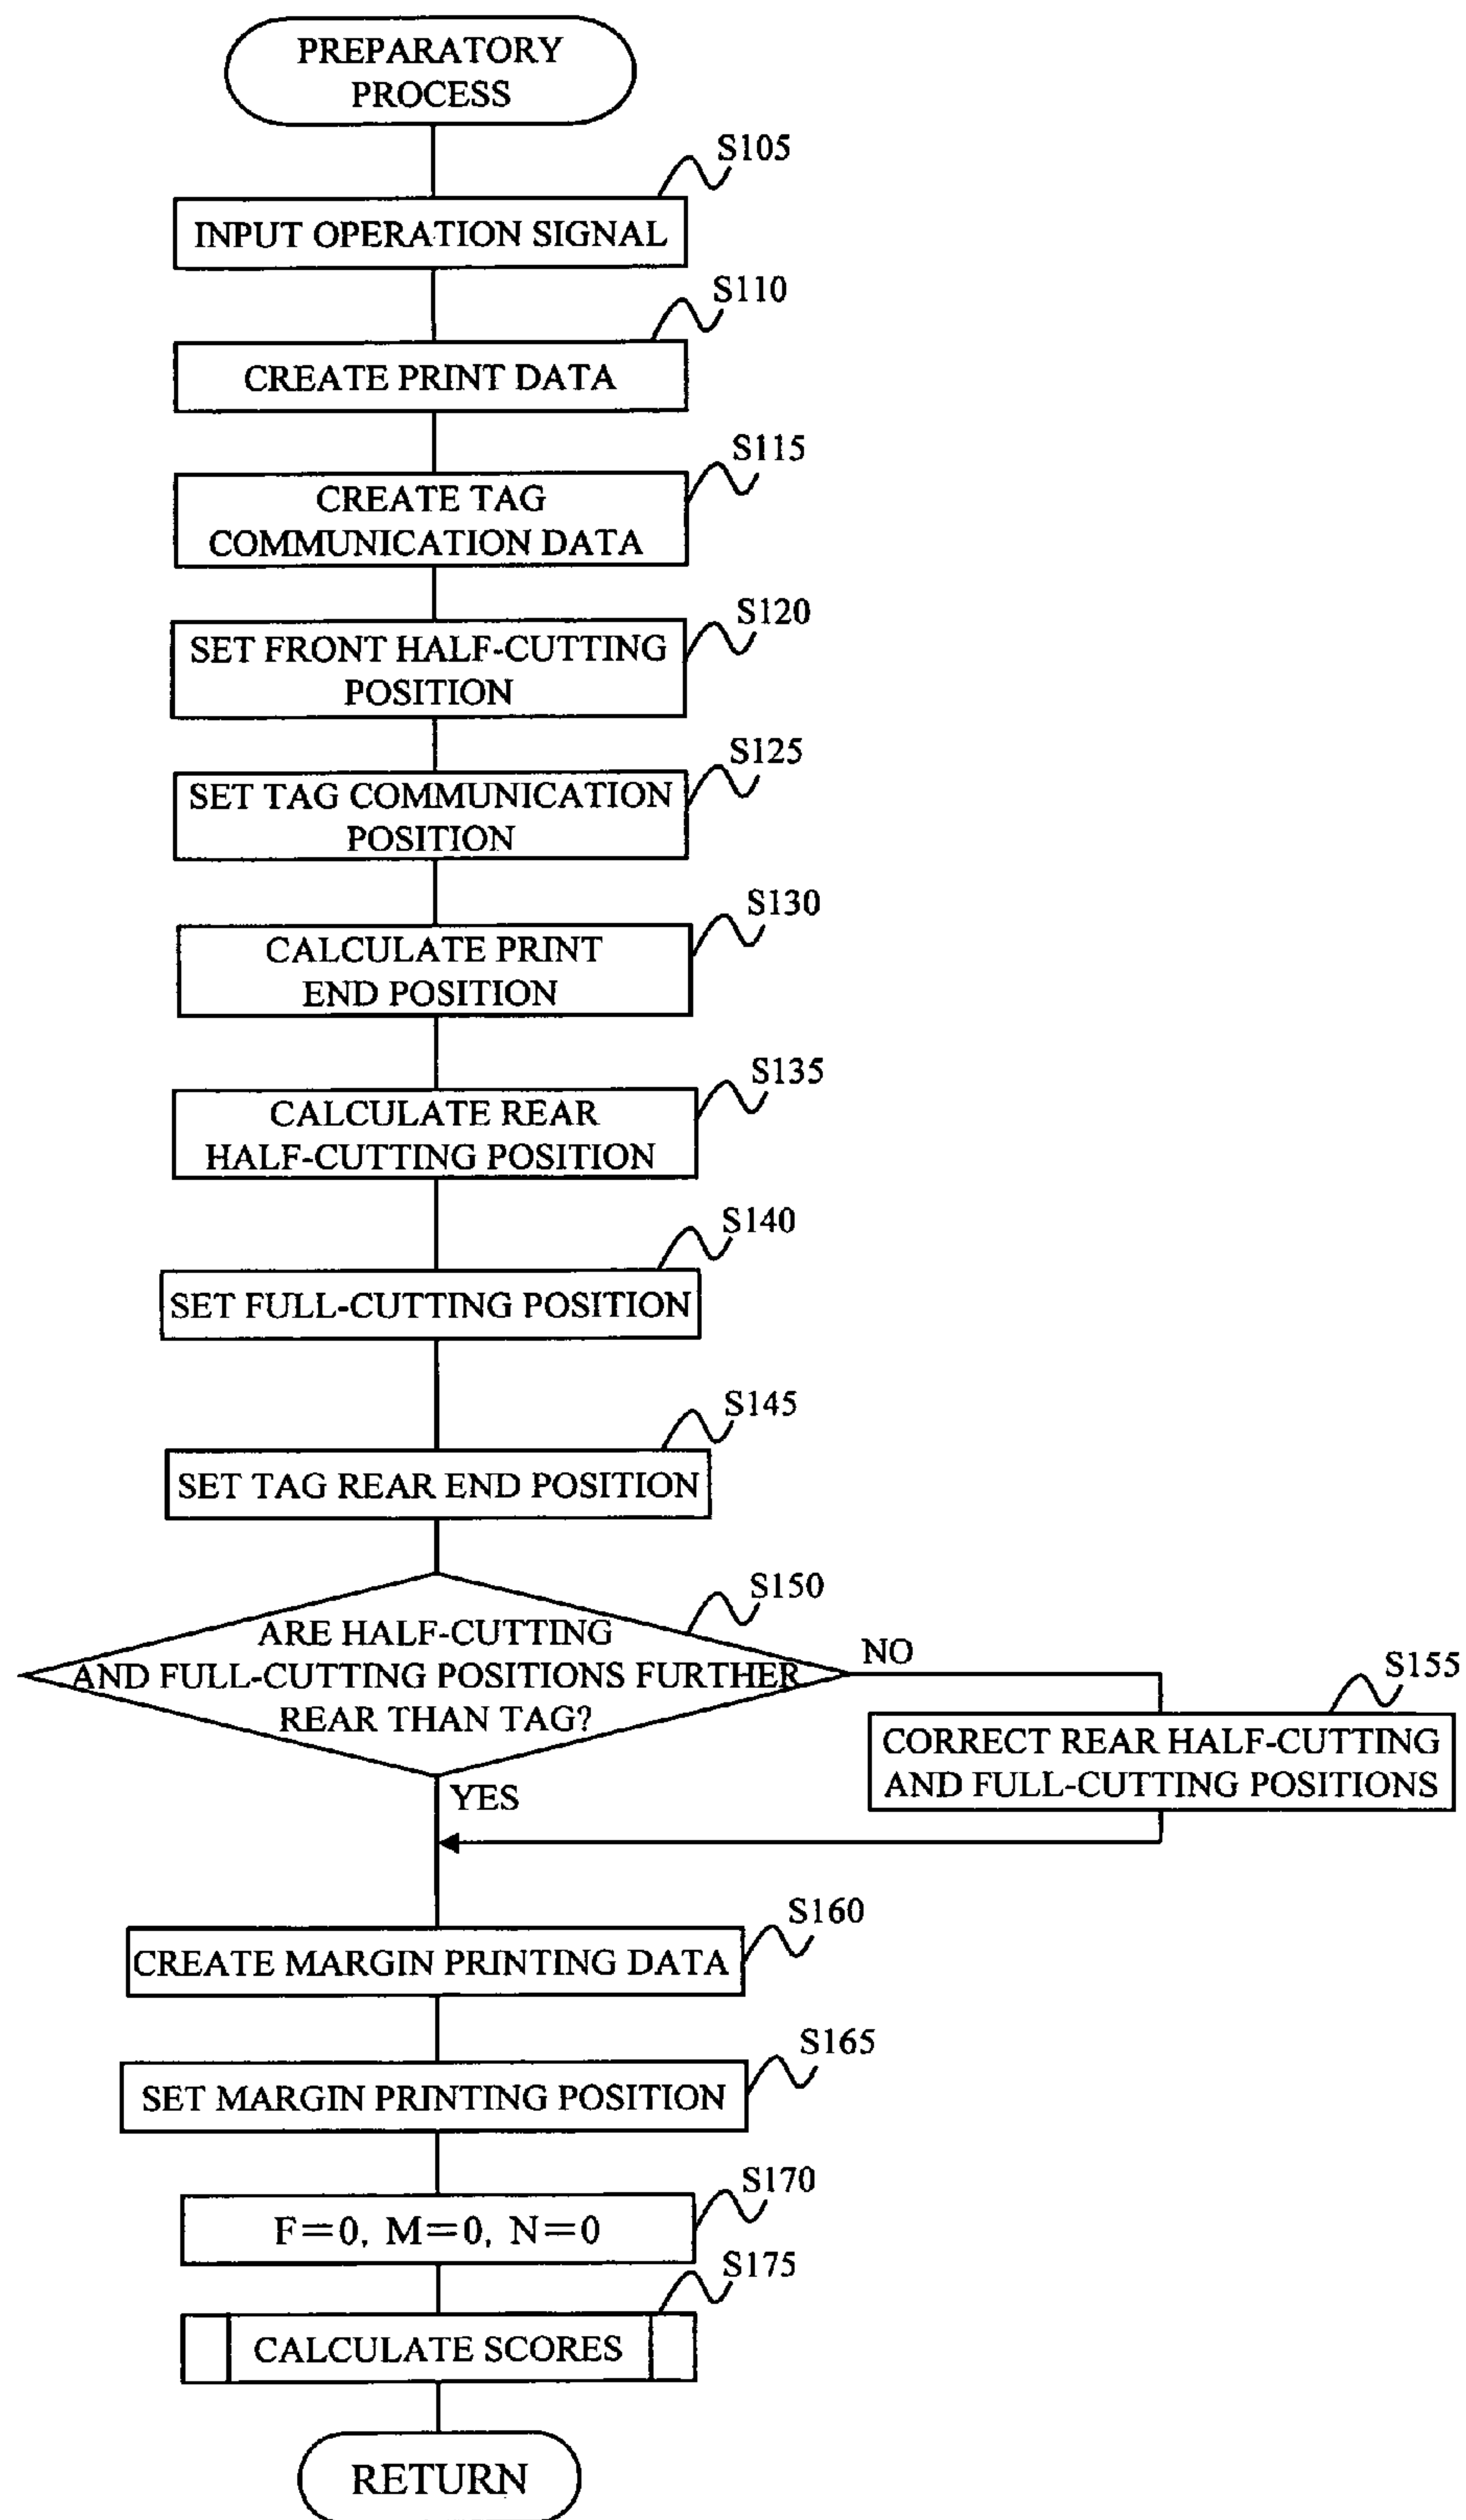 PREPARATORY
PROCESS
S105
INPUT OPERATION SIGNAL
S110
CREATE PRINT DATA
S115
CREATE TAG
COMMUNICATION DATA
S120
SET FRONT HALF-CUTTING
POSITION
S125
SET TAG COMMUNICATION
POSITION
S130
CALCULATE PRINT
END POSITION
S135
CALCULATE REAR
HALF-CUTTING POSITION
S140
SET FULL-CUTTING POSITION
S145
SET TAG REAR END POSITION
S150
ARE HALF-CUTTING
AND FULL-CUTTING POSITIONS FURTHER
REAR THAN TAG?
NO
S155
CORRECT REAR HALF-CUTTING
AND FULL-CUTTING POSITIONS
YES
S160
CREATE MARGIN PRINTING DATA
S165
SET MARGIN PRINTING POSITION
S170
F=0, M=0, N=0
S175
CALCULATE SCORES
RETURN